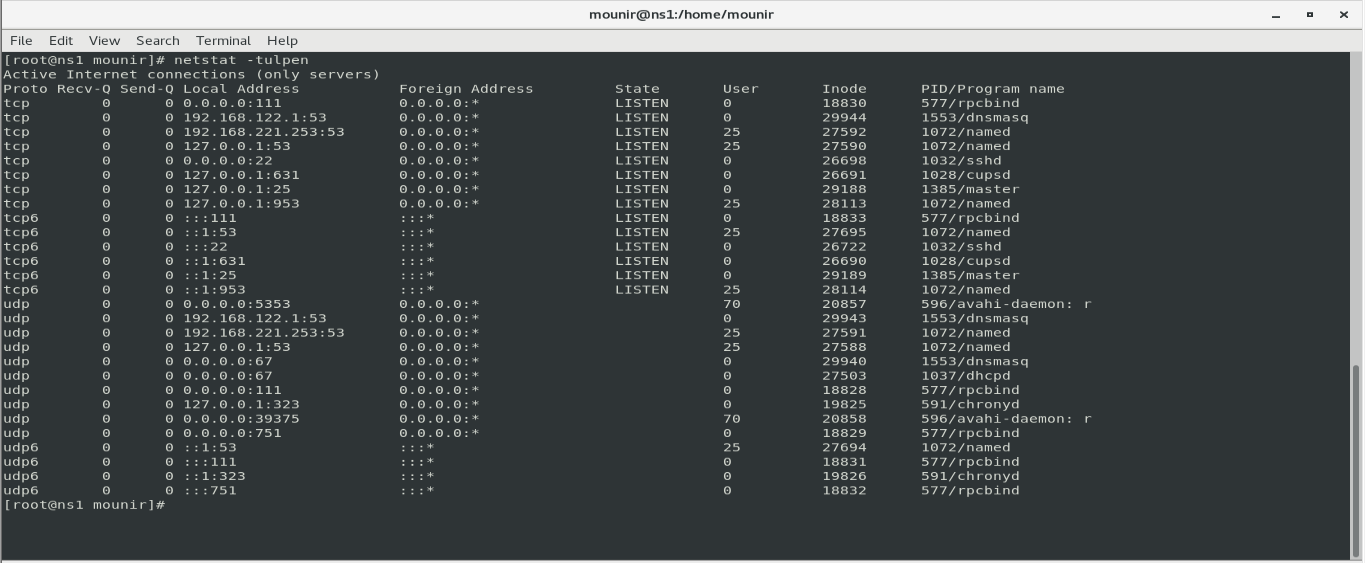 mounir@ns1:/home/mounir
File Edit View Search Terminal Help
[root@ns1 mounir]# netstat -tulpen
Active Internet connections (only servers)
Proto Recv-Q Send-Q Local Address           Foreign Address         State       User       Inode      PID/Program name
tcp        0      0 0.0.0.0:111             0.0.0.0:*               LISTEN      0          18830      577/rpcbind
tcp        0      0 192.168.122.1:53        0.0.0.0:*               LISTEN      0          29944      1553/dnsmasq
tcp        0      0 192.168.221.253:53      0.0.0.0:*               LISTEN      25         27592      1072/named
tcp        0      0 127.0.0.1:53            0.0.0.0:*               LISTEN      25         27590      1072/named
tcp        0      0 0.0.0.0:22              0.0.0.0:*               LISTEN      0          26698      1032/sshd
tcp        0      0 127.0.0.1:631           0.0.0.0:*               LISTEN      0          26691      1028/cupsd
tcp        0      0 127.0.0.1:25            0.0.0.0:*               LISTEN      0          29188      1385/master
tcp        0      0 127.0.0.1:953           0.0.0.0:*               LISTEN      25         28113      1072/named
tcp6       0      0 :::111                  :::*                    LISTEN      0          18833      577/rpcbind
tcp6       0      0 ::1:53                  :::*                    LISTEN      25         27695      1072/named
tcp6       0      0 :::22                   :::*                    LISTEN      0          26722      1032/sshd
tcp6       0      0 ::1:631                 :::*                    LISTEN      0          26690      1028/cupsd
tcp6       0      0 ::1:25                  :::*                    LISTEN      0          29189      1385/master
tcp6       0      0 ::1:953                 :::*                    LISTEN      25         28114      1072/named
udp        0      0 0.0.0.0:5353            0.0.0.0:*                           70         20857      596/avahi-daemon: r
udp        0      0 192.168.122.1:53        0.0.0.0:*                           0          29943      1553/dnsmasq
udp        0      0 192.168.221.253:53      0.0.0.0:*                           25         27591      1072/named
udp        0      0 127.0.0.1:53            0.0.0.0:*                           25         27588      1072/named
udp        0      0 0.0.0.0:67              0.0.0.0:*                           0          29940      1553/dnsmasq
udp        0      0 0.0.0.0:67              0.0.0.0:*                           0          27503      1037/dhcpd
udp        0      0 0.0.0.0:111             0.0.0.0:*                           0          18828      577/rpcbind
udp        0      0 127.0.0.1:323           0.0.0.0:*                           0          19825      591/chronyd
udp        0      0 0.0.0.0:39375           0.0.0.0:*                           70         20858      596/avahi-daemon: r
udp        0      0 0.0.0.0:751             0.0.0.0:*                           0          18829      577/rpcbind
udp6       0      0 ::1:53                  :::*                                25         27694      1072/named
udp6       0      0 :::111                  :::*                                0          18831      577/rpcbind
udp6       0      0 ::1:323                 :::*                                0          19826      591/chronyd
udp6       0      0 :::751                  :::*                                0          18832      577/rpcbind
[root@ns1 mounir]#